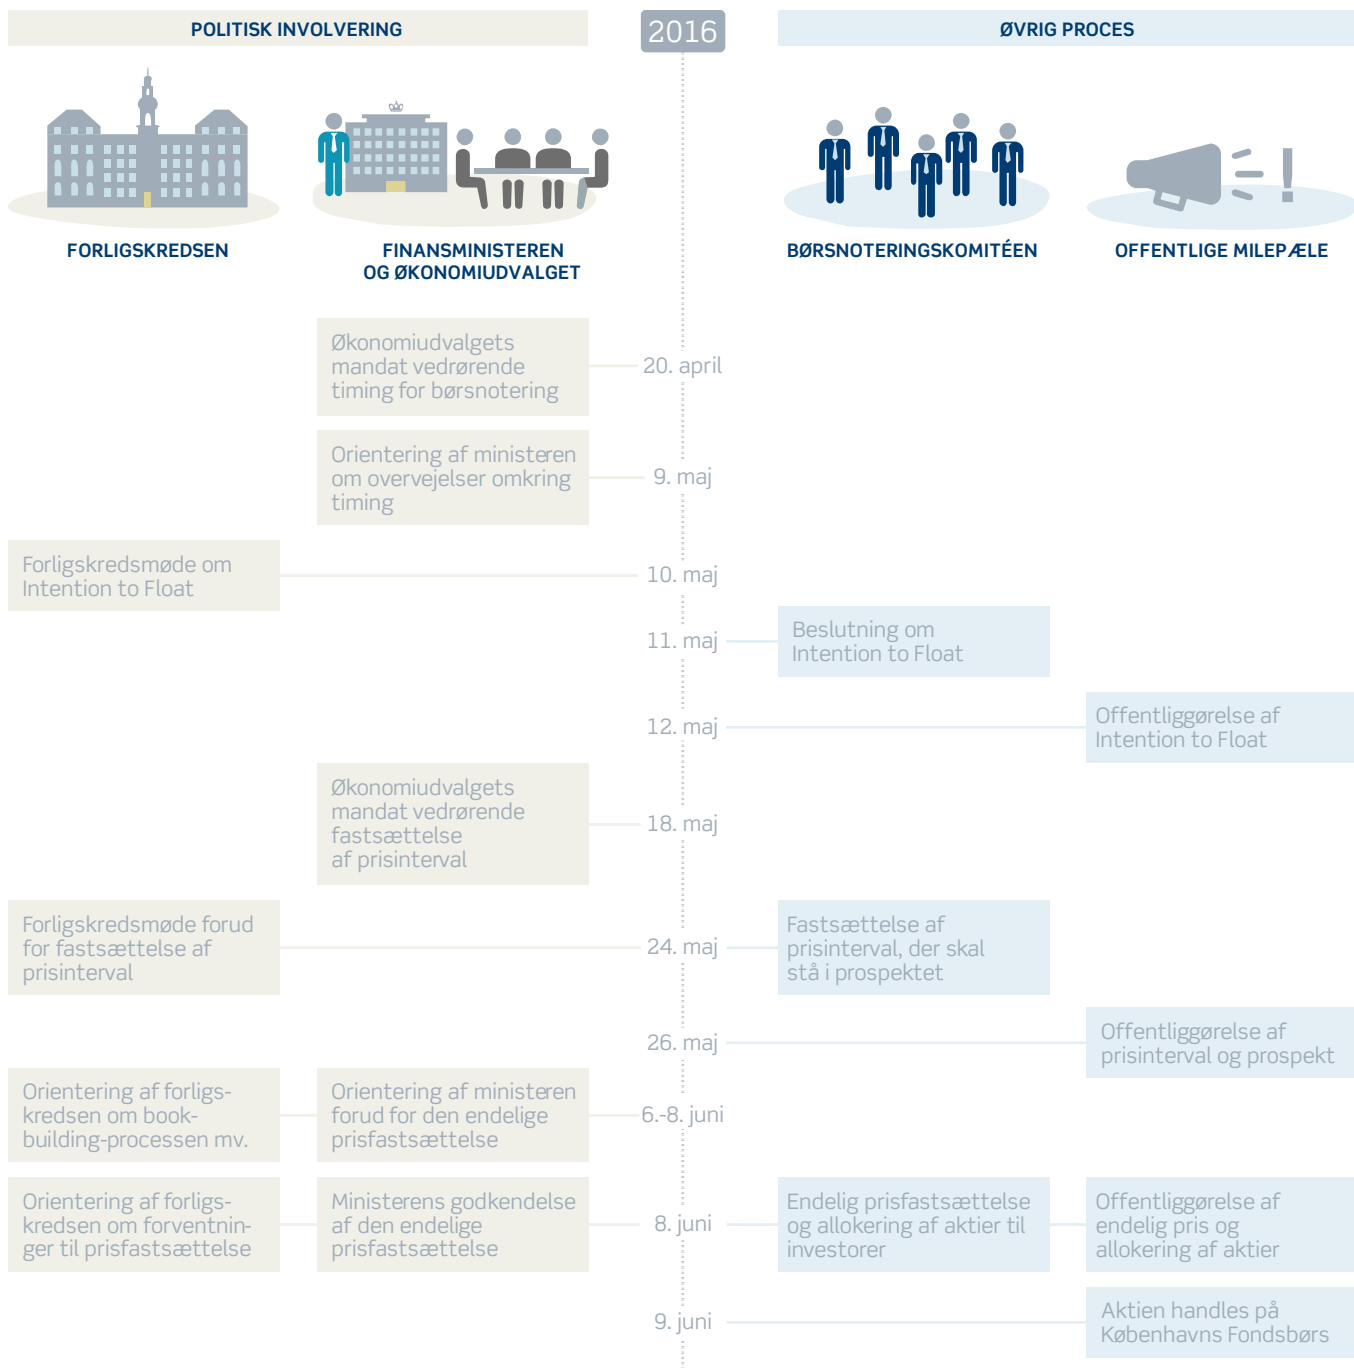 POLITISK INVOLVERING
2016
ØVRIG PROCES
FORLIGSKREDSEN
FINANSMINISTEREN
OG ØKONOMIUDVALGET
BØRSNOTERINGSKOMITÉEN
OFFENTLIGE MILEPÆLE
Økonomiudvalgets
mandat vedrørende
timing for børsnotering
20. april
Orientering af ministeren
om overvejelser omkring
timing
9. maj
Forligskredsmøde om
Intention to Float
10. maj
11. maj
Beslutning om
Intention to Float
12. maj
Offentliggørelse af
Intention to Float
Økonomiudvalgets
mandat vedrørende
fastsættelse
af prisinterval
18. maj
Forligskredsmøde forud
for fastsættelse af
prisinterval
24. maj
Fastsættelse af
prisinterval, der skal
stå i prospektet
26. maj
Offentliggørelse af
prisinterval og prospekt
Orientering af forligs-
kredsen om book-
building-processen mv.
Orientering af ministeren
forud for den endelige
prisfastsættelse
6.-8. juni
Orientering af forligs-
kredsen om forventnin-
ger til prisfastsættelse
Ministerens godkendelse
af den endelige
prisfastsættelse
8. juni
Endelig prisfastsættelse
og allokering af aktier til
investorer
Offentliggørelse af
endelig pris og
allokering af aktier
9. juni
Aktien handles på
Københavns Fondsbørs